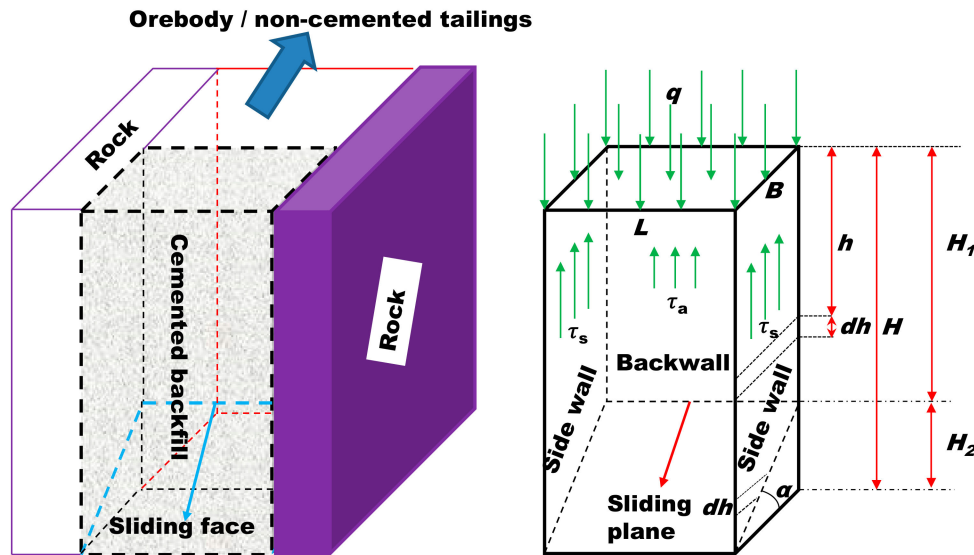 Orebody / non-cemented tailings
Rock
Cemented backfill
Rock
Sliding face
q
B
L
h
H1
τs
τa
τs
dh
H
Backwall
Side wall
Side wall
H2
Sliding
plane
dh
α